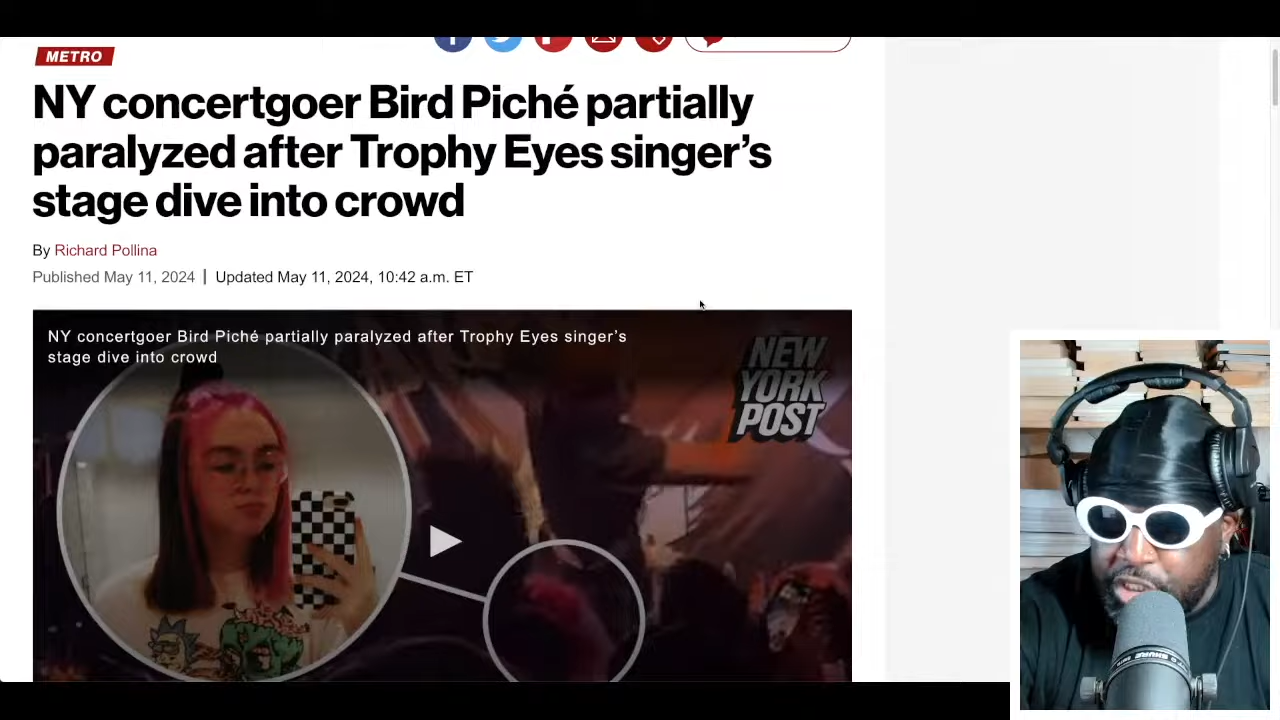 METRO
NY concertgoer Bird Piché partially
paralyzed after Trophy Eyes singer’s
stage dive into crowd
By Richard Pollina
Published May 11, 2024 | Updated May 11, 2024, 10:42 a.m. ET
NY concertgoer Bird Piché partially paralyzed after Trophy Eyes singer’s
stage dive into crowd
NEW
YORK
POST
SHURE